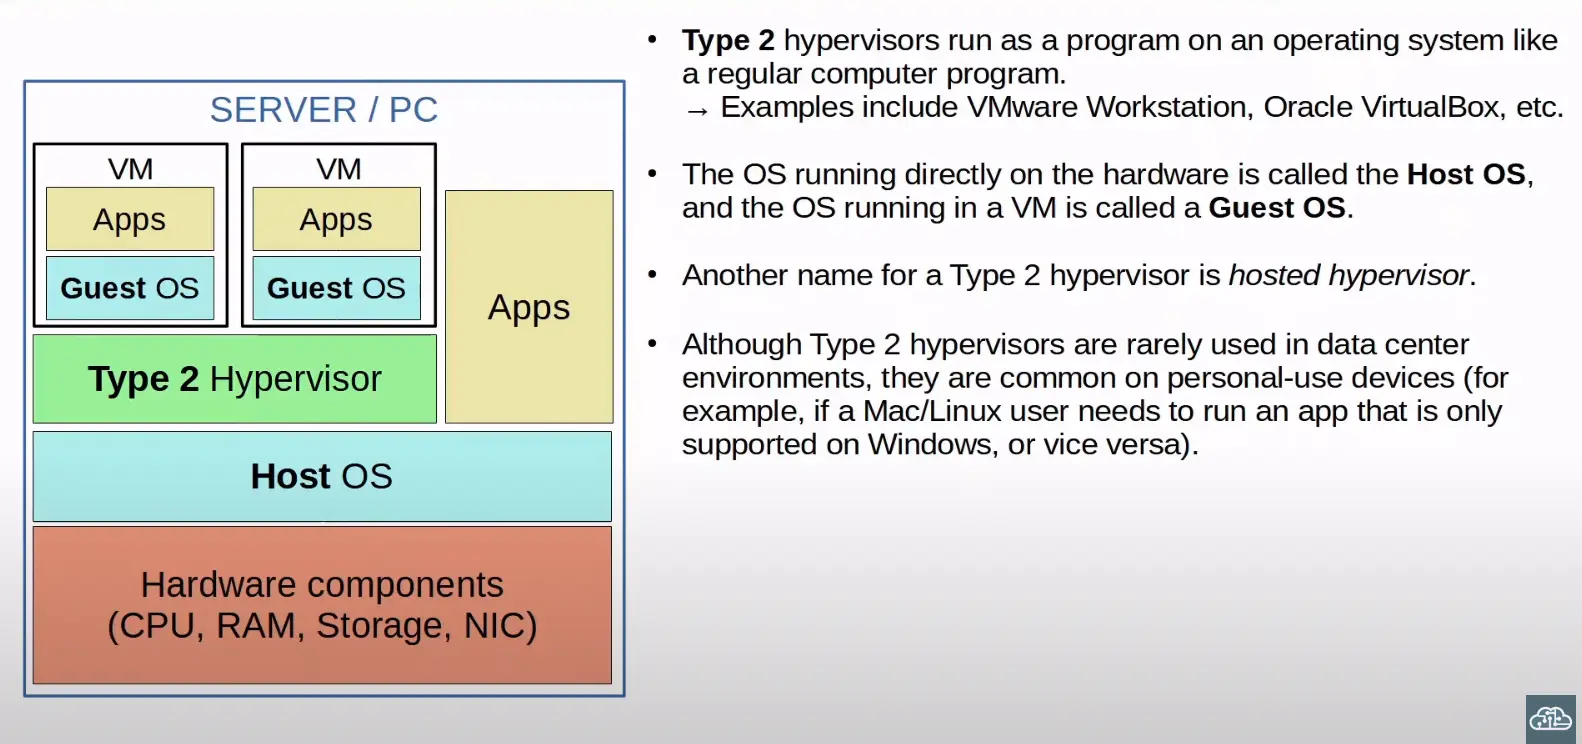 SERVER / PC
VM
Apps
Guest OS
VM
Apps
Guest OS
Apps
Type 2 Hypervisor
Host OS
Hardware components
(CPU, RAM, Storage, NIC)
• Type 2 hypervisors run as a program on an operating system like
a regular computer program.
→ Examples include VMware Workstation, Oracle VirtualBox, etc.
• The OS running directly on the hardware is called the Host OS,
and the OS running in a VM is called a Guest OS.
• Another name for a Type 2 hypervisor is hosted hypervisor.
• Although Type 2 hypervisors are rarely used in data center
environments, they are common on personal-use devices (for
example, if a Mac/Linux user needs to run an app that is only
supported on Windows, or vice versa).